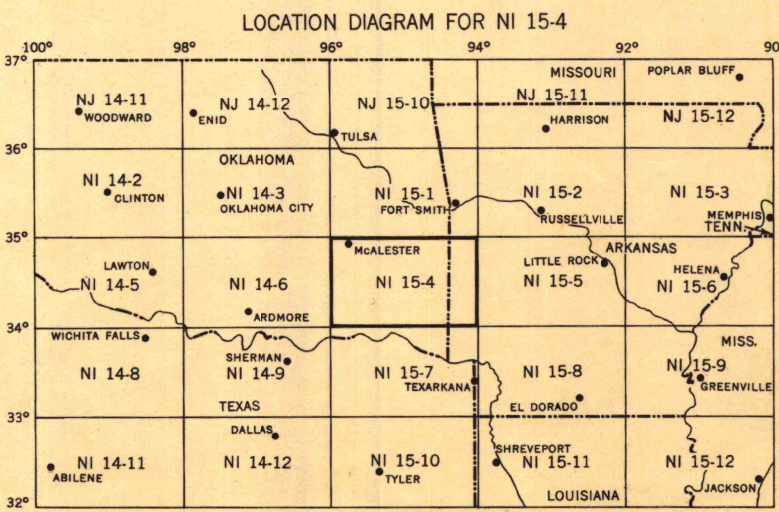 LOCATION DIAGRAM FOR NI 15-4
100° 98° 96° 94° 92° 90
37°
MISSOURI
POPLAR BLUFF
NJ 14-11
WOODWARD
NJ 14-12
ENID
NJ 15-10
TULSA
NJ 15-11
HARRISON
NJ 15-12
36°
OKLAHOMA
NI 14-2
CLINTON
NI 14-3
OKLAHOMA CITY
NI 15-1
FORT SMITH
NI 15-2
RUSSELLVILLE
NI 15-3
MEMPHIS
TENN.
35°
LAWTON
NI 14-5
NI 14-6
ARDMORE
McALESTER
NI 15-4
ARKANSAS
LITTLE ROCK
NI 15-5
HELENA
NI 15-6
34°
WICHITA FALLS
NI 14-8
SHERMAN
NI 14-9
NI 15-7
TEXARKANA
NI 15-8
EL DORADO
MISS.
NI 15-9
GREENVILLE
33°
TEXAS
NI 14-11
ABILENE
DALLAS
NI 14-12
NI 15-10
TYLER
SHREVEPORT
NI 15-11
LOUISIANA
NI 15-12
JACKSON
32°